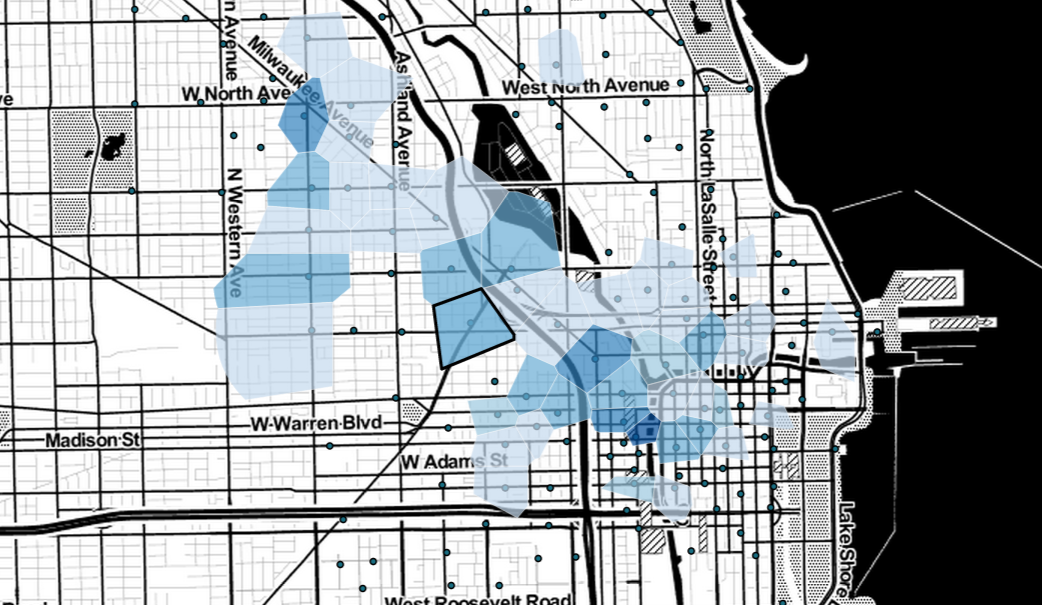 n Avenue
Milwaukee Avenue
Ashland Avenue
W North Ave
West North Avenue
ve
North LaSalle Street
N Western Ave
W Warren Blvd
Madison St
W Adams St
Lake Shore
West Roosevelt Road